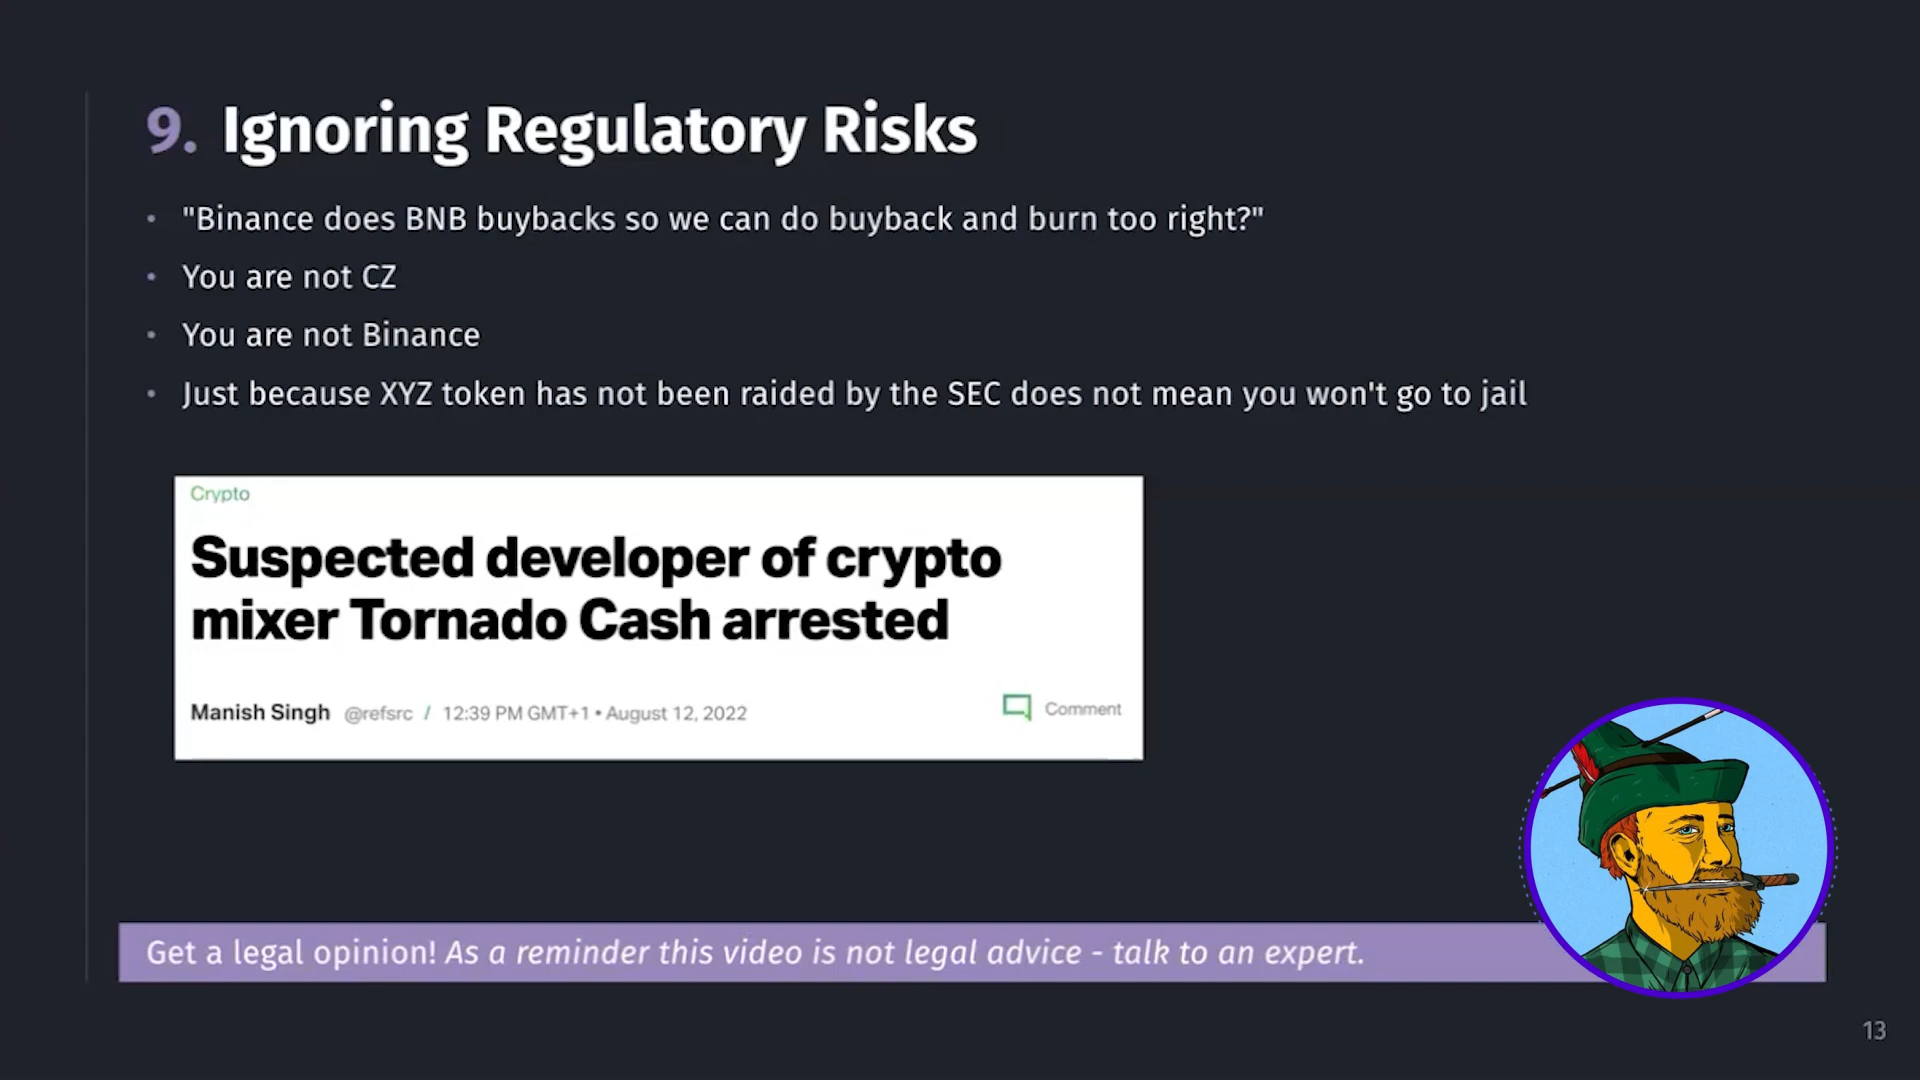 9. Ignoring Regulatory Risks
• "Binance does BNB buybacks so we can do buyback and burn too right?"
• You are not CZ
• You are not Binance
• Just because XYZ token has not been raided by the SEC does not mean you won't go to jail
Crypto
Suspected developer of crypto
mixer Tornado Cash arrested
Manish Singh @refsrc / 12:39 PM GMT+1 • August 12, 2022 Comment
Get a legal opinion! As a reminder this video is not legal advice - talk to an expert.
13